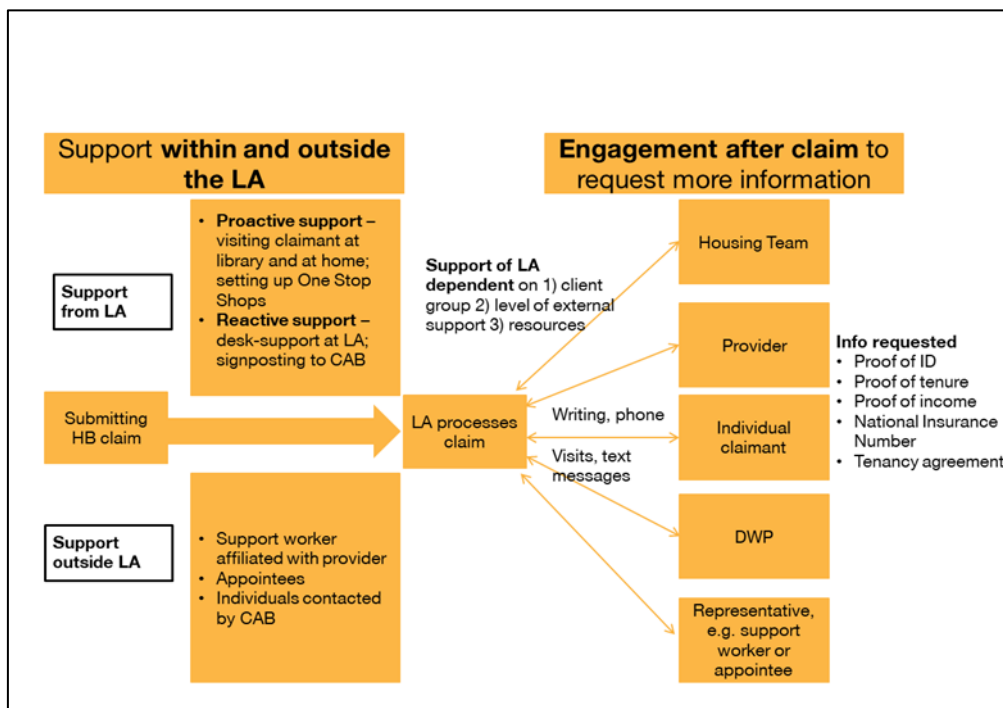 Support within and outside
the LA
Engagement after claim to
request more information
Support
from LA
• Proactive support –
visiting claimant at
library and at home;
setting up One Stop
Shops
• Reactive support –
desk-support at LA;
signposting to CAB
Support of LA
dependent on 1) client
group 2) level of external
support 3) resources
Housing Team
Provider
Info requested
• Proof of ID
• Proof of tenure
• Proof of income
• National Insurance
Number
• Tenancy agreement
Submitting
HB claim
LA processes
claim
Writing, phone
Visits, text
messages
Individual
claimant
DWP
Support
outside LA
• Support worker
affiliated with provider
• Appointees
• Individuals contacted
by CAB
Representative,
e.g. support
worker or
appointee